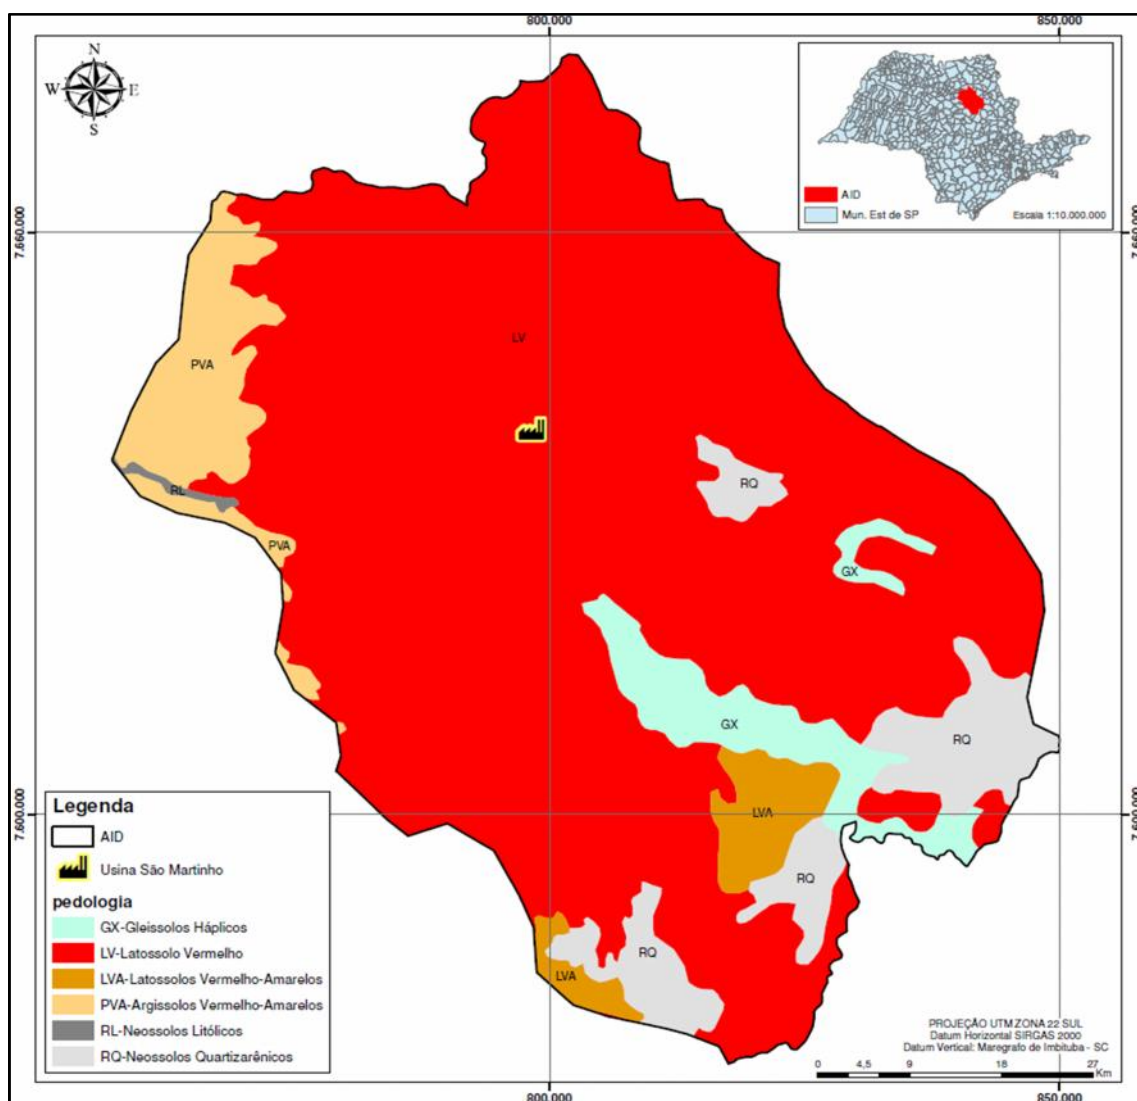 800.000
850.000
N
W
E
S
AID
Mun. Est de SP
Escala 1:10.000.000
7.660.000
7.660.000
LV
PVA
RQ
RL
PVA
GX
GX
RQ
7.600.000
7.600.000
LVA
RQ
RQ
LVA
Legenda
AID
Usina São Martinho
pedologia
GX-Gleissolos Háplicos
LV-Latossolo Vermelho
LVA-Latossolos Vermelho-Amarelos
PVA-Argissolos Vermelho-Amarelos
RL-Neossolos Litólicos
RQ-Neossolos Quartizarênicos
PROJEÇÃO UTM ZONA 22 SUL
Datum Horizontal SIRGAS 2000
Datum Vertical: Maregrafo de Imbituba - SC
0 4,5 9 18 27
Km
800.000
850.000